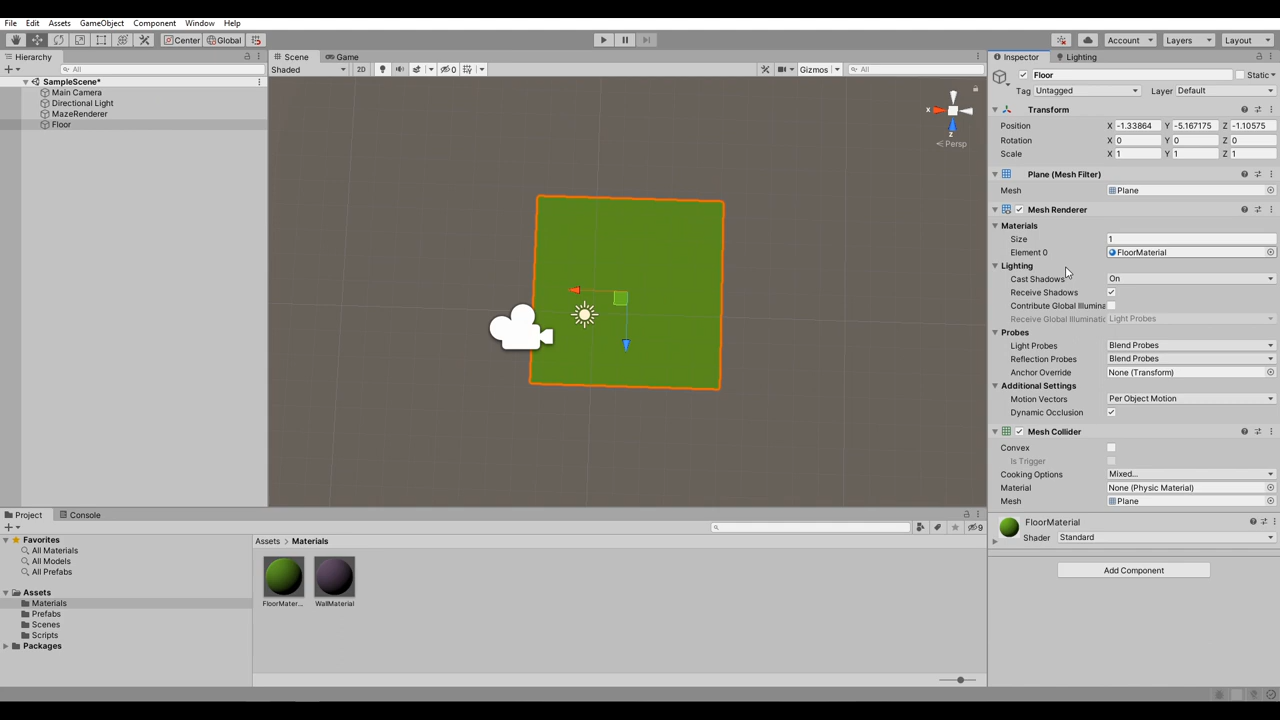 File Edit Assets GameObject Component Window Help
Center Global Account Layers Layout
Hierarchy Scene Game Inspector Lighting
All Shaded 2D Gizmos All Floor Static
SampleScene* Tag Untagged Layer Default
Main Camera
Directional Light
MazeRenderer
Floor
x
z
Persp
Transform
Position X -1.33864 Y -5.167175 Z -1.10575
Rotation X 0 Y 0 Z 0
Scale X 1 Y 1 Z 1
Plane (Mesh Filter)
Mesh Plane
Mesh Renderer
Materials
Size 1
Element 0 FloorMaterial
Lighting
Cast Shadows On
Receive Shadows
Contribute Global Illumina
Receive Global Illuminatic Light Probes
Probes
Light Probes Blend Probes
Reflection Probes Blend Probes
Anchor Override None (Transform)
Additional Settings
Motion Vectors Per Object Motion
Dynamic Occlusion
Mesh Collider
Convex
Is Trigger
Cooking Options Mixed...
Material None (Physic Material)
Mesh Plane
FloorMaterial
Shader Standard
Add Component
Project Console
9
Favorites
All Materials
All Models
All Prefabs
Assets
Materials
Prefabs
Scenes
Scripts
Packages
Assets > Materials
FloorMater... WallMaterial